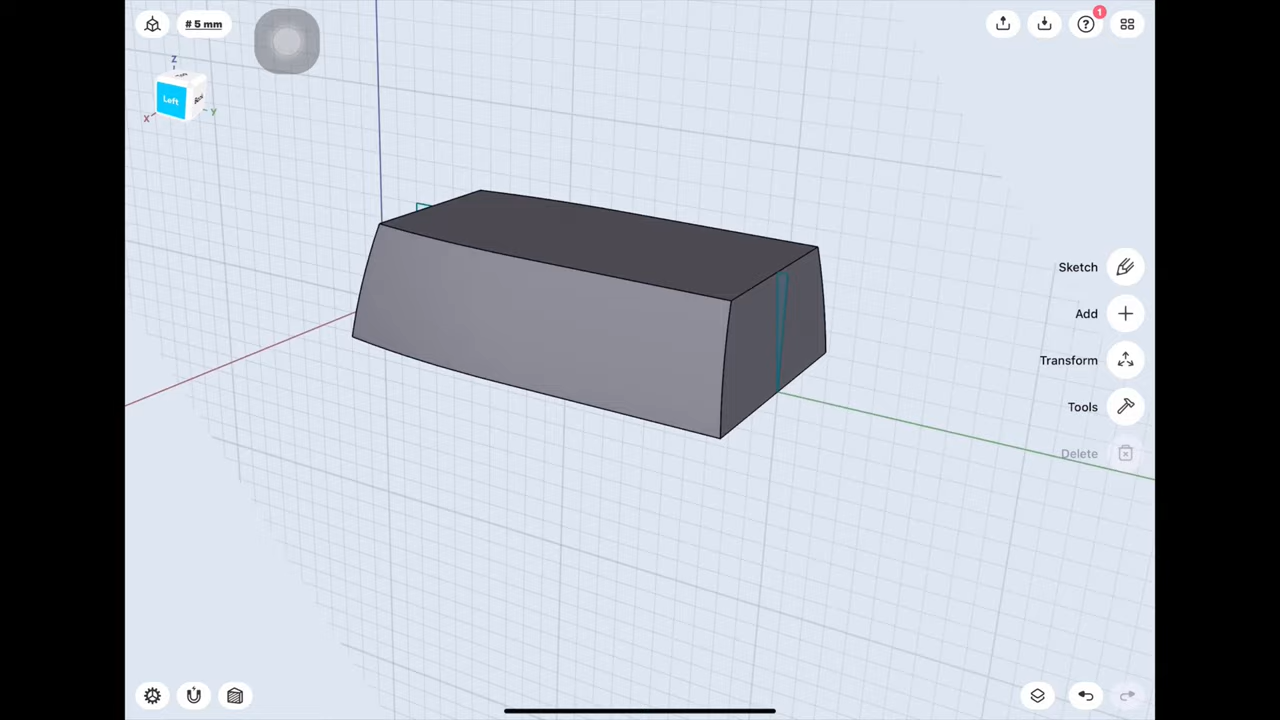 # 5 mm
1
Z
Left
X
Y
Sketch
Add
Transform
Tools
Delete